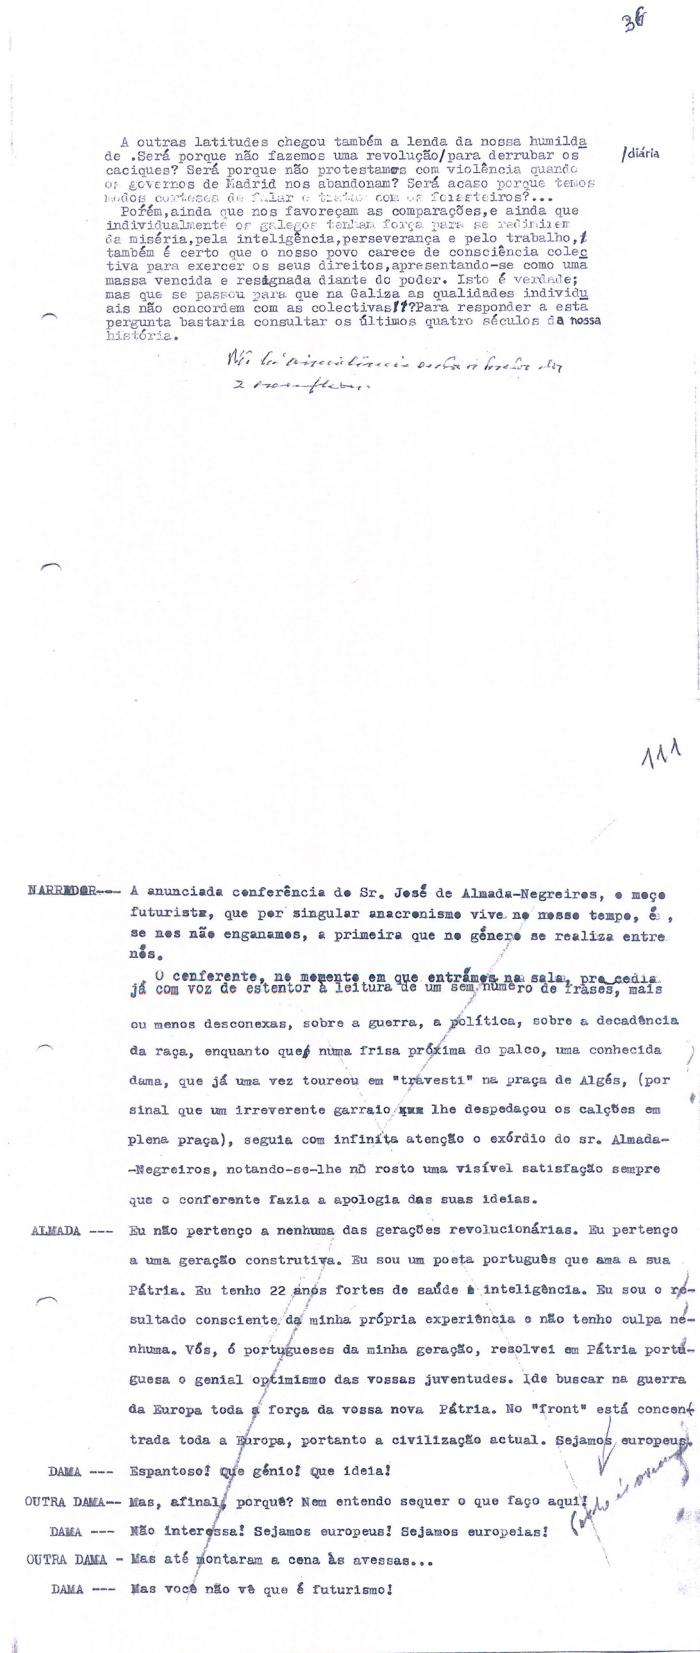 36
A outras latitudes chegou também a lenda da nossa humilda
de .Será porque não fazemos uma revolução/para derrubar os /diária
caciques? Será porque não protestamos com violência quando
os governos de Madrid nos abandonam? Será acaso porque temos
modos corteses de falar e tratar com os forasteiros?...
Porém,ainda que nos favoreçam as comparações,e ainda que
individualmente os galegos tenham força para se redimirem
da miséria,pela inteligência,perseverança e pelo trabalho,
também é certo que o nosso povo carece de consciência colec
tiva para exercer os seus direitos,apresentando-se como uma
massa vencida e resignada diante do poder. Isto é verdade;
mas que se passou para que na Galiza as qualidades individu
ais não concordem com as colectivas?Para responder a esta
pergunta bastaria consultar os últimos quatro séculos da nossa
história.
2
111
NARRADOR--- A anunciada conferência do Sr. José de Almada-Negreiros, o moço
futurista, que por singular anacronismo vive no nosso tempo, é ,
se nos não enganamos, a primeira que no género se realiza entre
nós.
O conferente, no momento em que entrámos na sala, procedia
já com voz de estentor à leitura de um sem número de frases, mais
ou menos desconexas, sobre a guerra, a política, sobre a decadência
da raça, enquanto que numa frisa próxima do palco, uma conhecida
dama, que já uma vez toureou em "travesti" na praça de Algés, (por
sinal que um irreverente garraio lhe despedaçou os calções em
plena praça), seguia com infinita atenção o exórdio do sr. Almada-
-Negreiros, notando-se-lhe no rosto uma visível satisfação sempre
que o conferente fazia a apologia das suas ideias.
ALMADA --- Eu não pertenço a nenhuma das gerações revolucionárias. Eu pertenço
a uma geração construtiva. Eu sou um poeta português que ama a sua
Pátria. Eu tenho 22 anos fortes de saúde e inteligência. Eu sou o re-
sultado consciente da minha própria experiência e não tenho culpa ne-
nhuma. Vós, ó portugueses da minha geração, resolvei em Pátria portu-
guesa o genial optimismo das vossas juventudes. Ide buscar na guerra
da Europa toda a força da vossa nova Pátria. No "front" está concen-
trada toda a Europa, portanto a civilização actual. Sejamos europeus.
DAMA --- Espantoso! Que génio! Que ideia!
OUTRA DAMA-- Mas, afinal, porquê? Nem entendo sequer o que faço aqui!
DAMA --- Não interessa! Sejamos europeus! Sejamos europeias!
OUTRA DAMA - Mas até montaram a cena às avessas...
DAMA --- Mas você não vê que é futurismo!